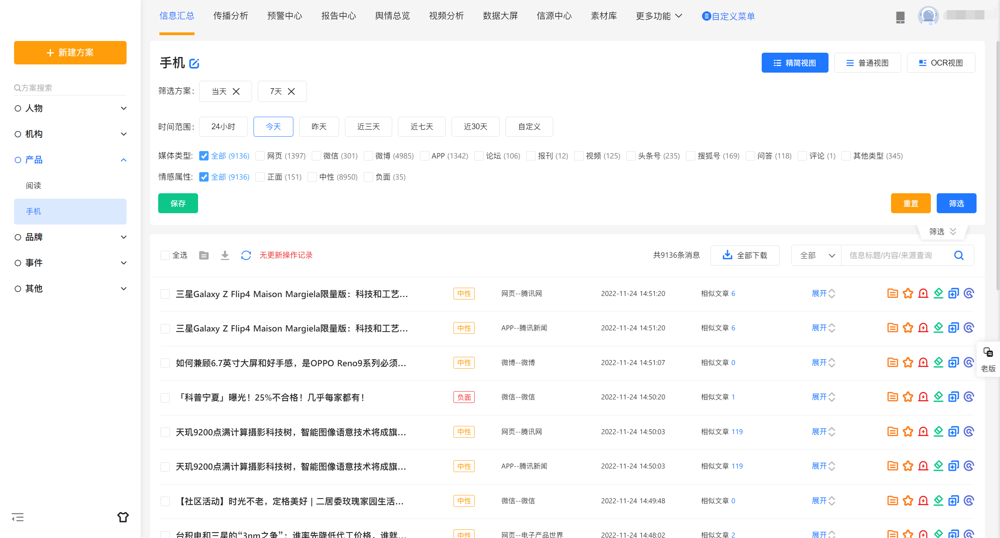 信息汇总 传播分析 预警中心 报告中心 舆情总览 视频分析 数据大屏 信源中心 素材库 更多功能 自定义菜单
+ 新建方案
方案搜索
人物
机构
产品
阅读
手机
品牌
事件
其他
手机
精简视图 普通视图 OCR视图
筛选方案: 当天 7天
时间范围: 24小时 今天 昨天 近三天 近七天 近30天 自定义
媒体类型: 全部 (9136) 网页 (1397) 微信 (301) 微博 (4985) APP (1342) 论坛 (106) 报刊 (12) 视频 (125) 头条号 (235) 搜狐号 (169) 问答 (118) 评论 (1) 其他类型 (345)
情感属性: 全部 (9136) 正面 (151) 中性 (8950) 负面 (35)
保存 重置 筛选
筛选
全选 无更新操作记录 共9136条消息 全部下载 全部 信息标题/内容/来源查询
三星Galaxy Z Flip4 Maison Margiela限量版：科技和工艺... 中性 网页--腾讯网 2022-11-24 14:51:20 相似文章 6 展开
三星Galaxy Z Flip4 Maison Margiela限量版：科技和工艺... 中性 APP--腾讯新闻 2022-11-24 14:51:20 相似文章 6 展开
如何兼顾6.7英寸大屏和好手感，是OPPO Reno9系列必须... 中性 微博--微博 2022-11-24 14:51:07 相似文章 0 展开
「科普宁夏」曝光！25%不合格！几乎每家都有！ 负面 微信--微信 2022-11-24 14:50:20 相似文章 1 展开
天玑9200点满计算摄影科技树，智能图像语意技术将成旗... 中性 网页--腾讯网 2022-11-24 14:50:03 相似文章 119 展开
天玑9200点满计算摄影科技树，智能图像语意技术将成旗... 中性 APP--腾讯新闻 2022-11-24 14:50:03 相似文章 119 展开
【社区活动】时光不老，定格美好 | 二居委玫瑰家园生活... 中性 微信--微信 2022-11-24 14:49:48 相似文章 0 展开
台积电和三星的“3nm之争”：谁率先降低代工价格，谁就... 中性 网页--电子产品世界 2022-11-24 14:48:02 相似文章 2 展开
老版